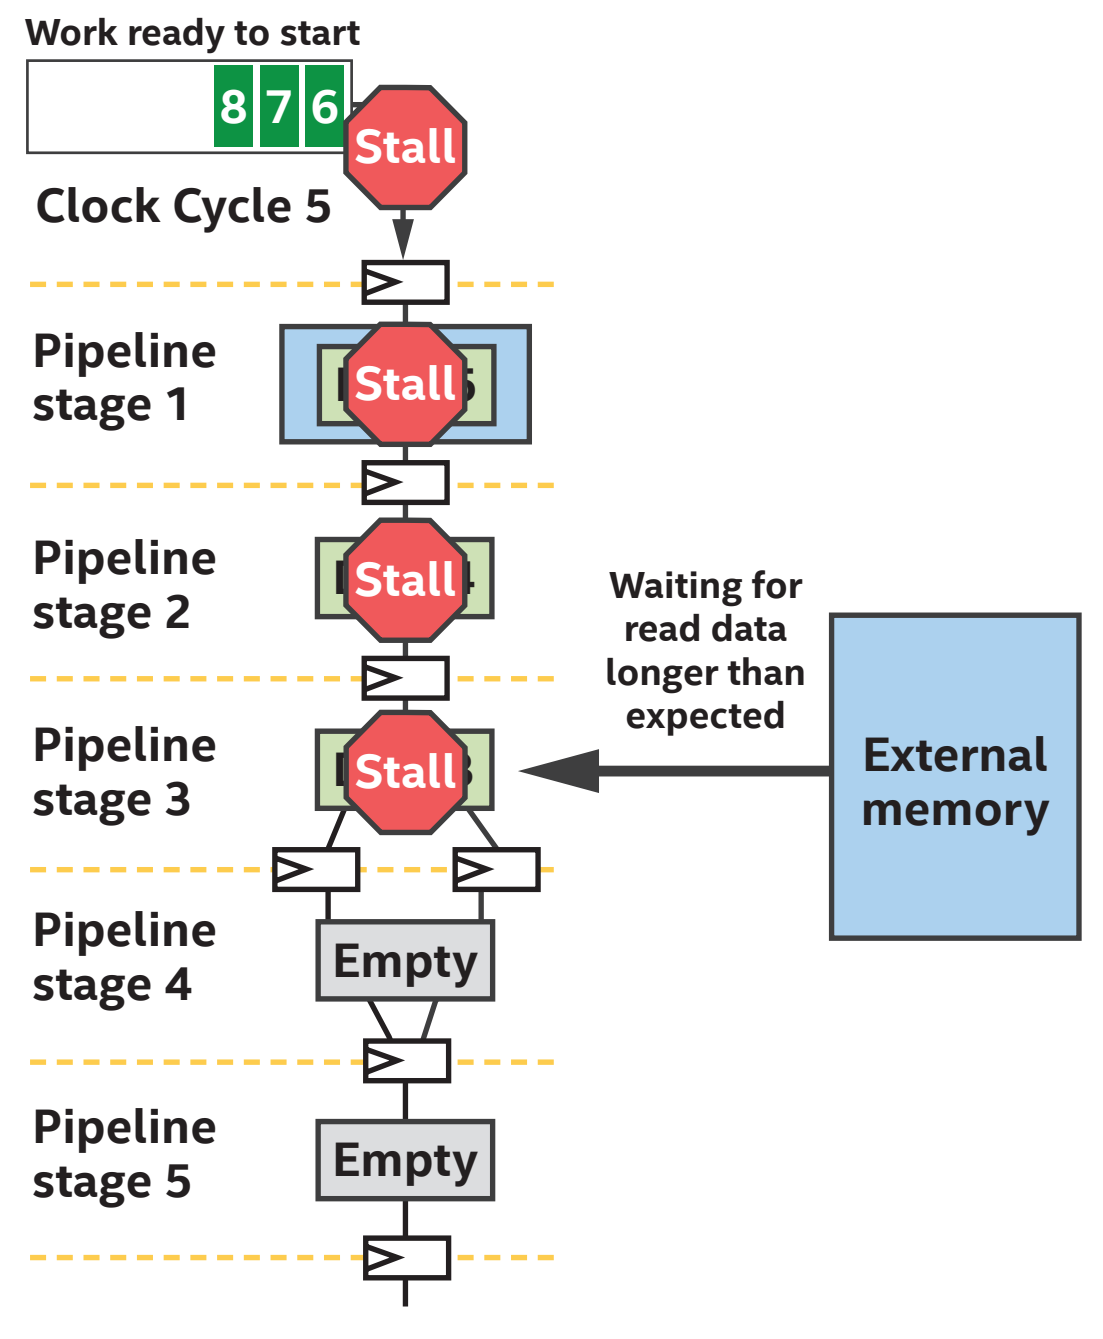 Work ready to start
8 7 6
Stall
Clock Cycle 5
Pipeline
stage 1
Stall
Pipeline
stage 2
Stall
Waiting for
read data
longer than
expected
Pipeline
stage 3
Stall
External
memory
Pipeline
stage 4
Empty
Pipeline
stage 5
Empty